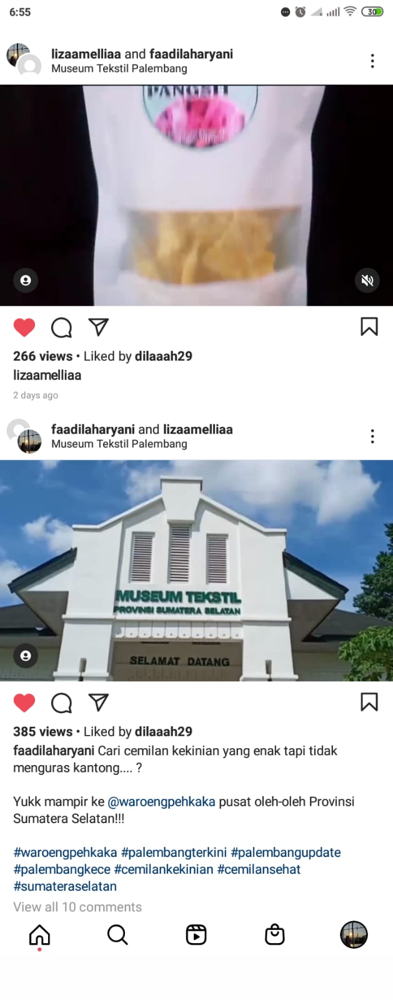 6:55
30
lizaamelliaa and faadilaharyani
Museum Tekstil Palembang
PANGSIT
266 views • Liked by dilaaah29
lizaamelliaa
2 days ago
faadilaharyani and lizaamelliaa
Museum Tekstil Palembang
MUSEUM TEKSTIL
PROVINSI SUMATERA SELATAN
SELAMAT DATANG
385 views • Liked by dilaaah29
faadilaharyani Cari cemilan kekinian yang enak tapi tidak
menguras kantong.... ?
Yukk mampir ke @waroengpehkaka pusat oleh-oleh Provinsi
Sumatera Selatan!!!
#waroengpehkaka #palembangterkini #palembangupdate
#palembangkece #cemilankekinian #cemilansehat
#sumateraselatan
View all 10 comments